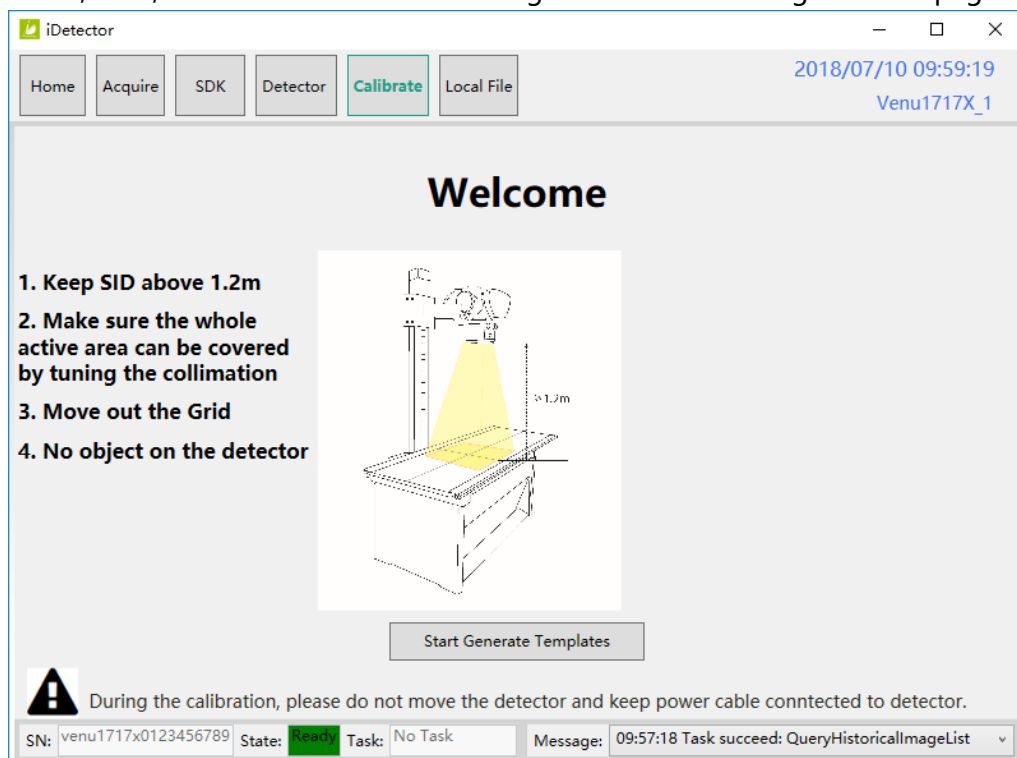 iDetector
Home Acquire SDK Detector Calibrate Local File
2018/07/10 09:59:19
Venu1717X_1
Welcome
1. Keep SID above 1.2m
2. Make sure the whole
active area can be covered
by tuning the collimation
3. Move out the Grid
4. No object on the detector
≥1.2m
Start Generate Templates
During the calibration, please do not move the detector and keep power cable conntected to detector.
SN: venu1717x0123456789 State: Ready Task: No Task Message: 09:57:18 Task succeed: QueryHistoricalImageList